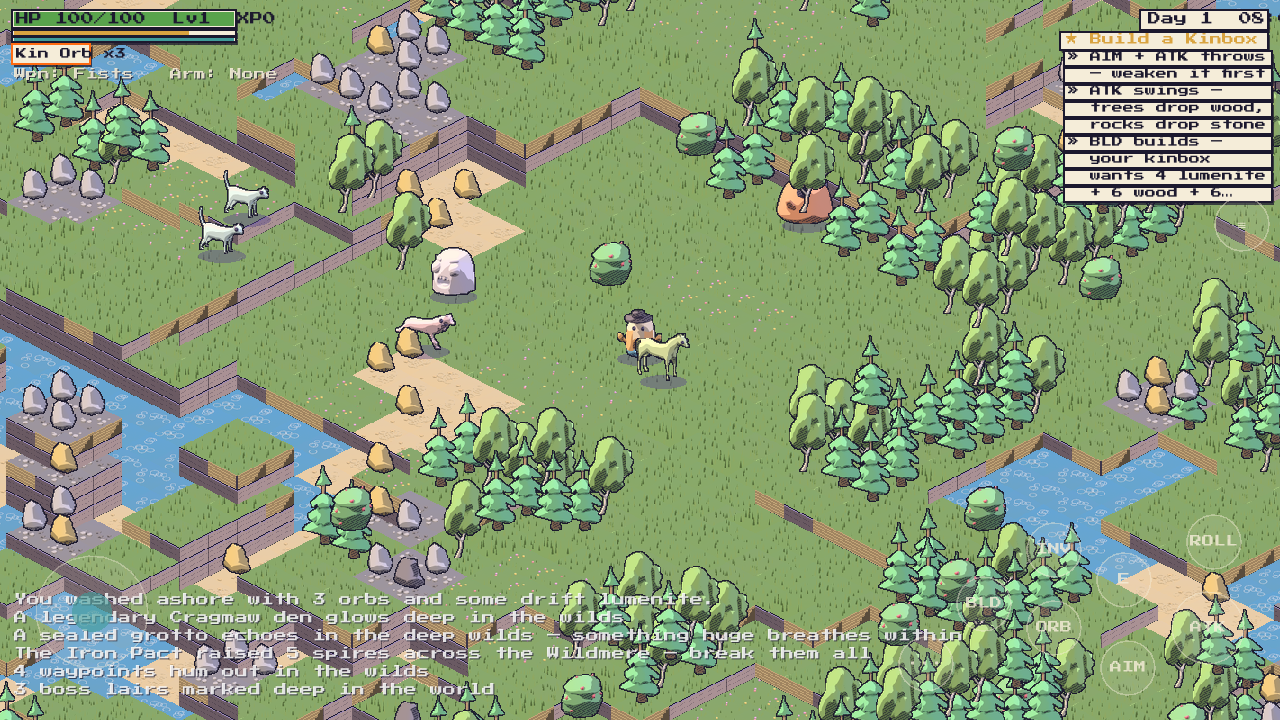 HP 100/100 Lv1 XP0
Kin Orb x3
Wpn: Fists Arm: None
Day 1 08
★ Build a Kinbox
» AIM + ATK throws
— weaken it first
» ATK swings —
trees drop wood,
rocks drop stone
» BLD builds —
your kinbox
wants 4 lumenite
+ 6 wood + 6…
ROLL
INV
E
BLD
ORB
AIM
You washed ashore with 3 orbs and some drift lumenite.
A legendary Cragmaw den glows deep in the wilds
A sealed grotto echoes in the deep wilds — something huge breathes within
The Iron Pact raised 5 spires across the Wildmere — break them all
4 waypoints hum out in the wilds
3 boss lairs marked deep in the world